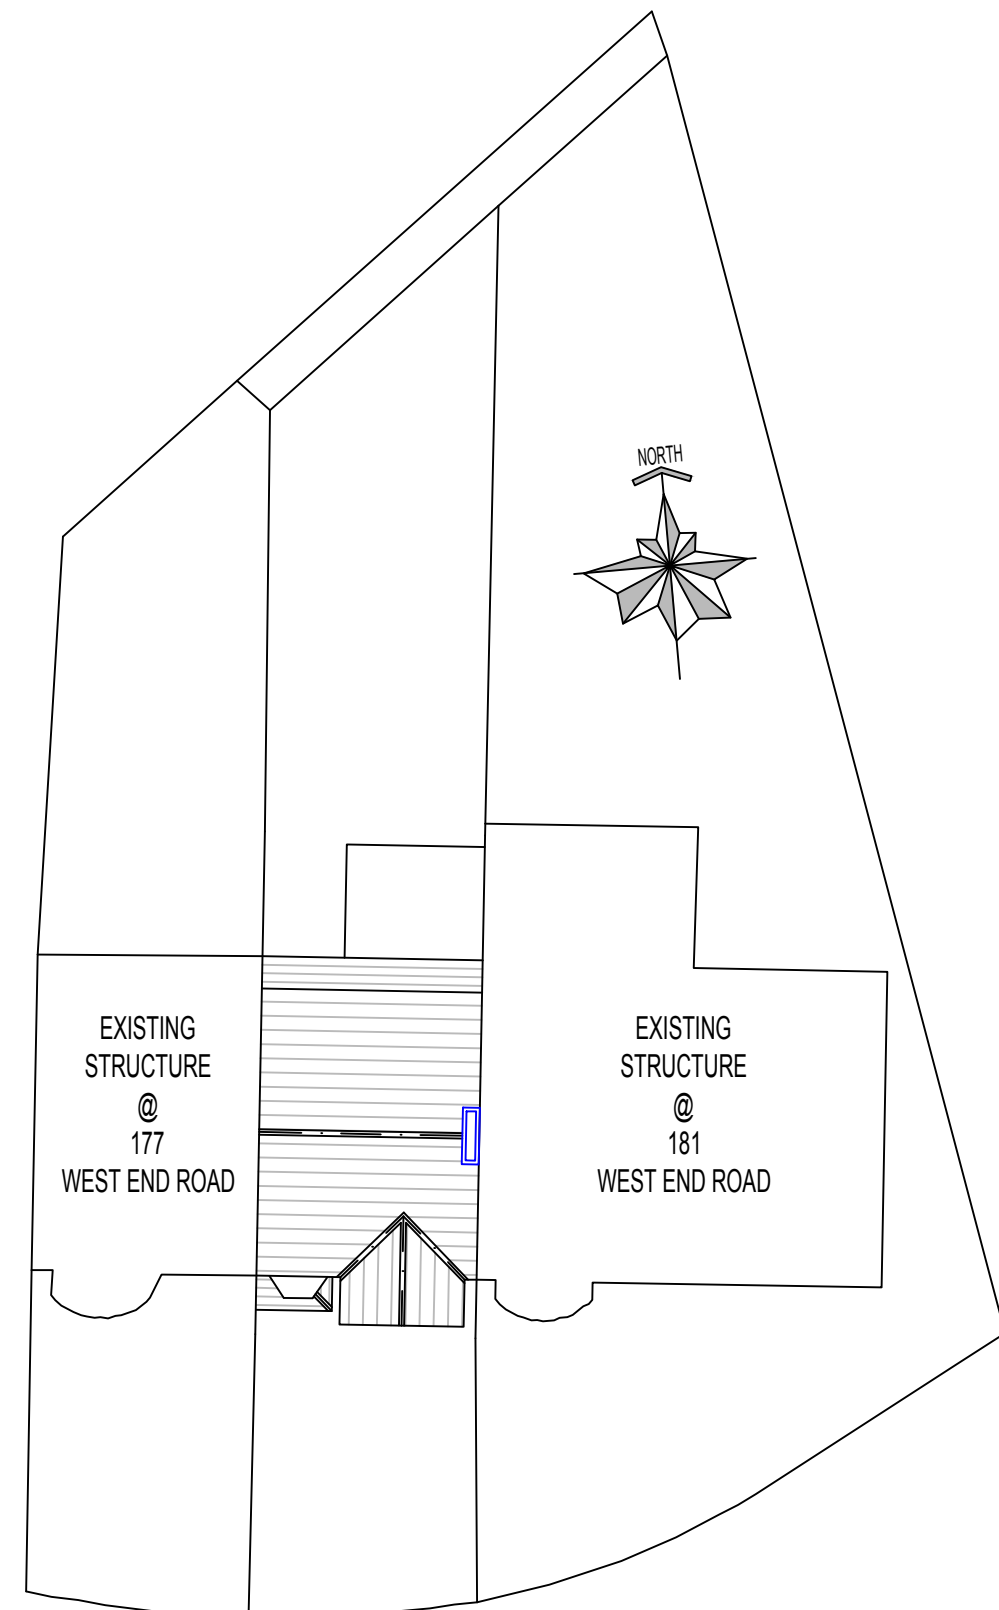 NORTH
EXISTING
STRUCTURE
@
177
WEST END ROAD
EXISTING
STRUCTURE
@
181
WEST END ROAD